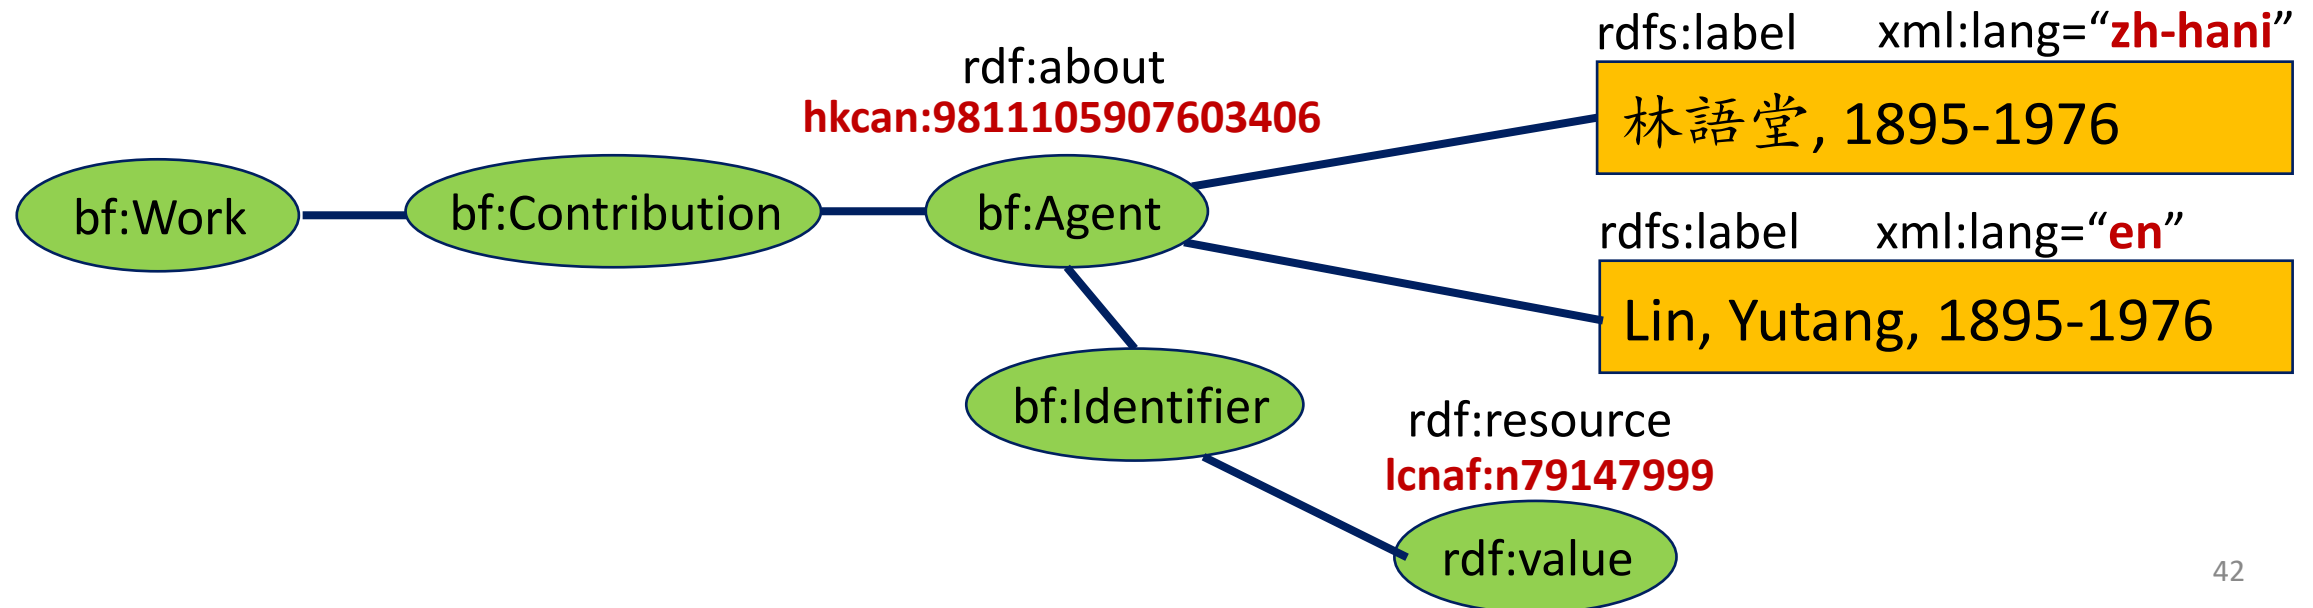 rdfs:label xml:lang=“zh-hani”
林語堂, 1895-1976
rdf:about
hkcan:9811105907603406
bf:Work
bf:Contribution
bf:Agent
rdfs:label xml:lang=“en”
Lin, Yutang, 1895-1976
bf:Identifier
rdf:resource
lcnaf:n79147999
rdf:value
42